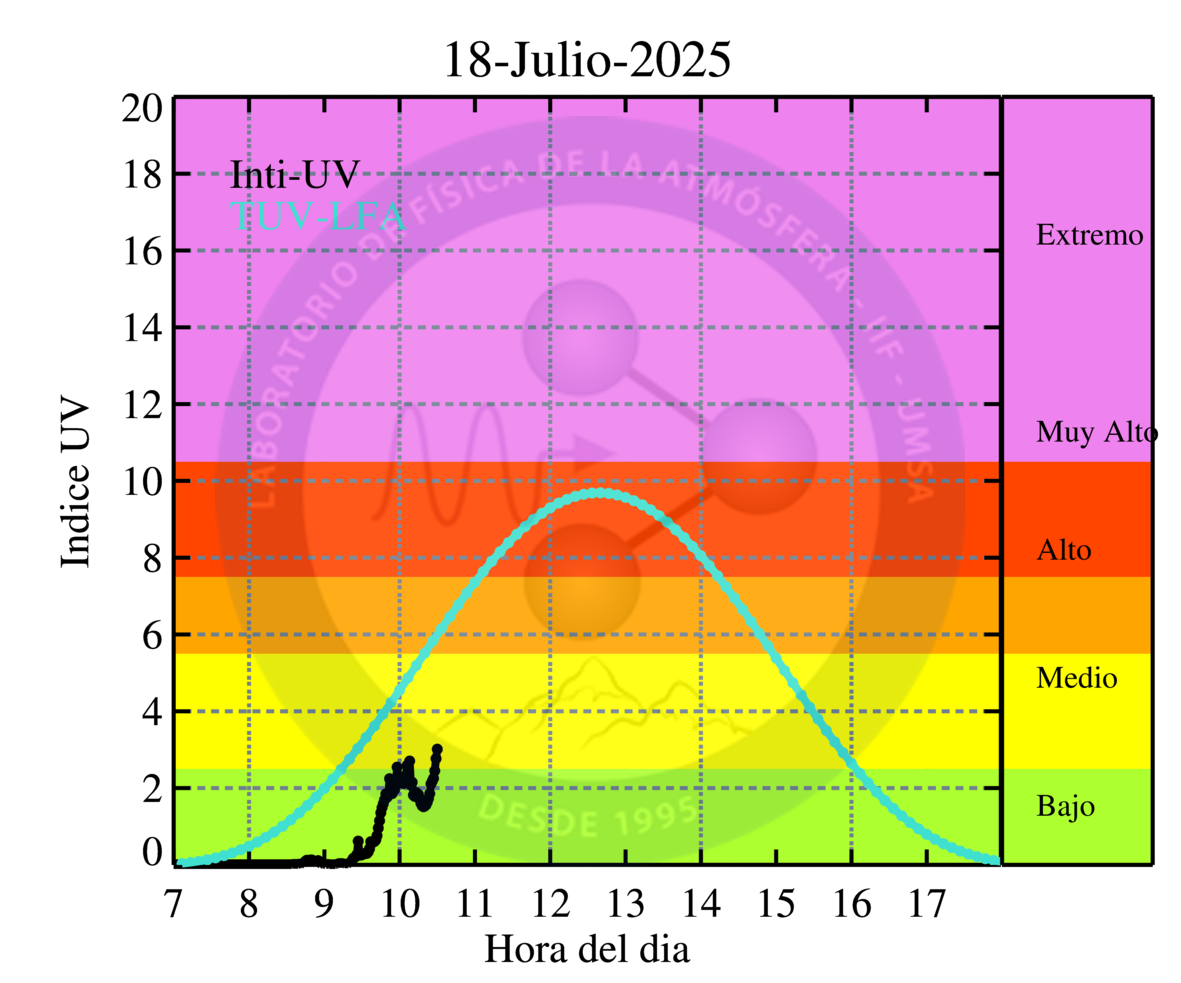 18-Julio-2025
Inti-UV
TUV-LFA
LABORATORIO DE FÍSICA DE LA ATMÓSFERA - IIF - UMSA
DESDE 1995
Indice UV
20
18
16
14
12
10
8
6
4
2
0
Extremo
Muy Alto
Alto
Medio
Bajo
7 8 9 10 11 12 13 14 15 16 17
Hora del dia